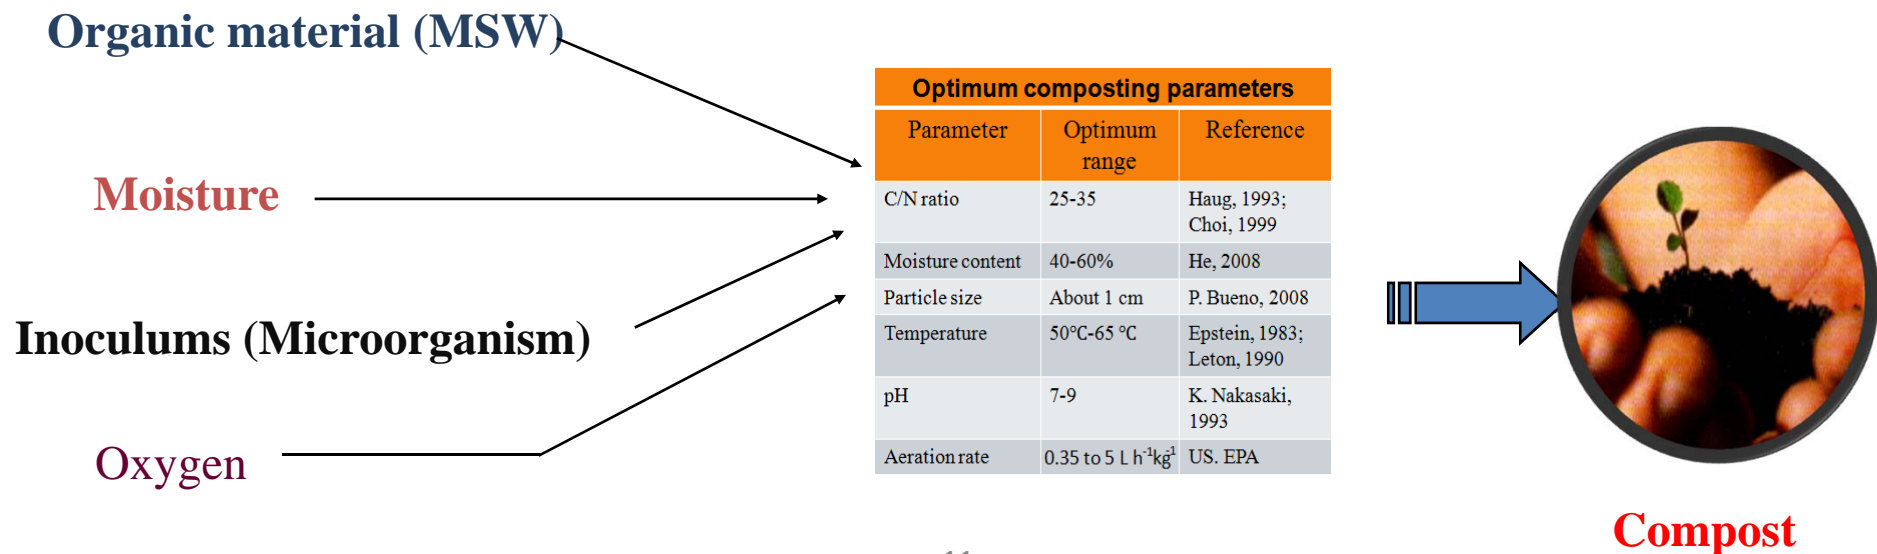 Organic material (MSW)
Moisture
Inoculums (Microorganism)
Oxygen
Optimum composting parameters
Parameter Optimum range Reference
C/N ratio 25-35 Haug, 1993; Choi, 1999
Moisture content 40-60% He, 2008
Particle size About 1 cm P. Bueno, 2008
Temperature 50°C-65 °C Epstein, 1983; Leton, 1990
pH 7-9 K. Nakasaki, 1993
Aeration rate 0.35 to 5 L h⁻¹kg¹ US. EPA
Compost